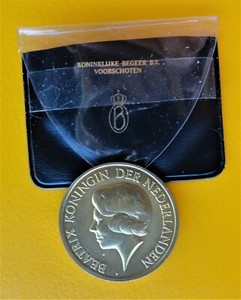 KONINKLIJKE BEGEER B.V.
VOORSCHOTEN
B
BEATRIX KONINGIN DER NEDERLANDEN